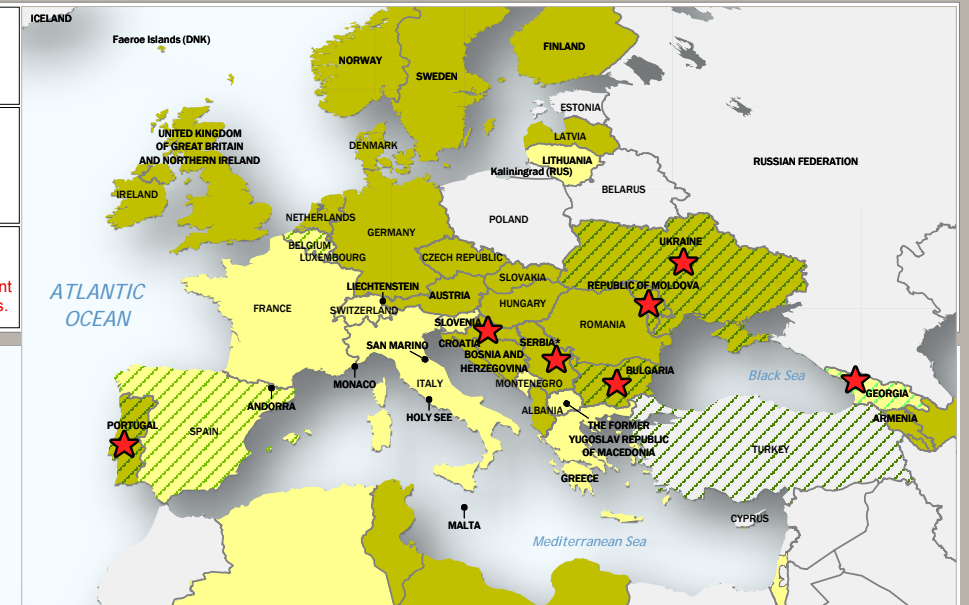 ICELAND
Faeroe Islands (DNK)
NORWAY
SWEDEN
FINLAND
ESTONIA
LATVIA
LITHUANIA
Kaliningrad (RUS)
BELARUS
RUSSIAN FEDERATION
UNITED KINGDOM
OF GREAT BRITAIN
AND NORTHERN IRELAND
IRELAND
DENMARK
NETHERLANDS
BELGIUM
LUXEMBOURG
GERMANY
POLAND
CZECH REPUBLIC
SLOVAKIA
UKRAINE
REPUBLIC OF MOLDOVA
nt
s.
ATLANTIC
OCEAN
FRANCE
LIECHTENSTEIN
SWITZERLAND
AUSTRIA
HUNGARY
SLOVENIA
CROATIA
ROMANIA
SAN MARINO
BOSNIA AND
HERZEGOVINA
SERBIA*
BULGARIA
MONACO
ITALY
MONTENEGRO
Black Sea
GEORGIA
ARMENIA
ANDORRA
HOLY SEE
ALBANIA
THE FORMER
YUGOSLAV REPUBLIC
OF MACEDONIA
PORTUGAL
SPAIN
GREECE
TURKEY
MALTA
CYPRUS
Mediterranean Sea